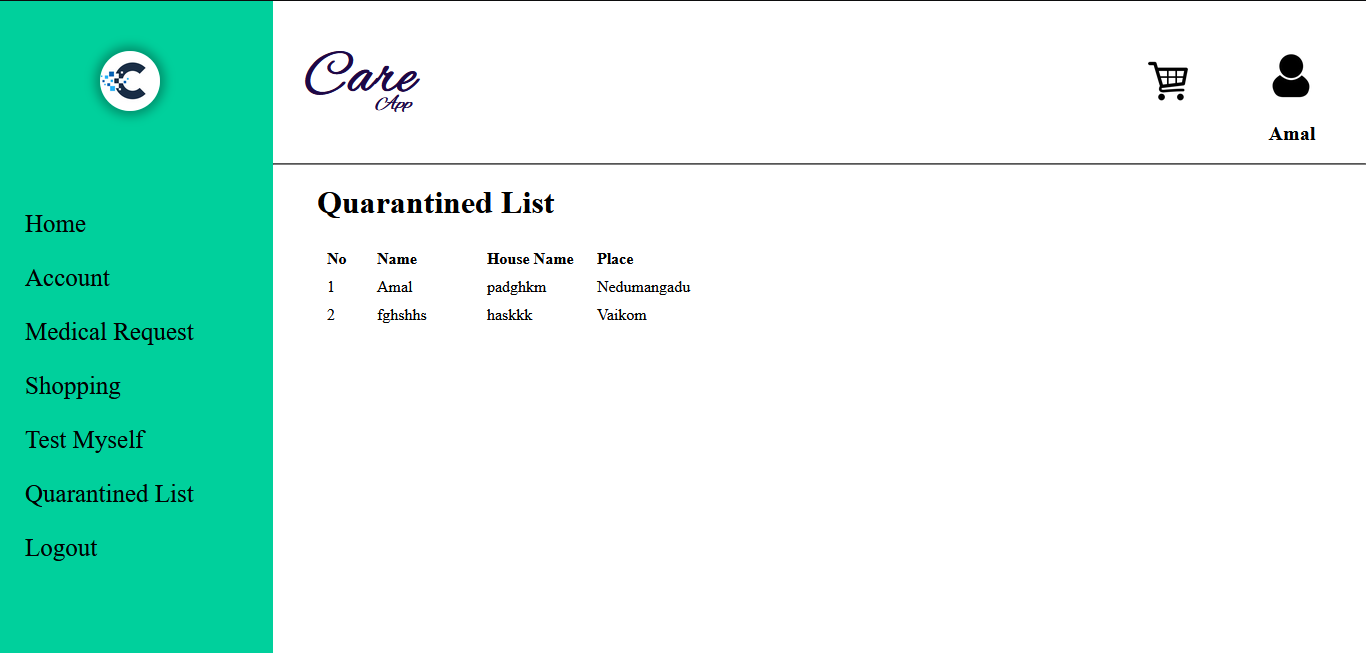 Care
App
Amal
Home
Account
Medical Request
Shopping
Test Myself
Quarantined List
Logout
Quarantined List
No Name House Name Place
1 Amal padghkm Nedumangadu
2 fghshhs haskkk Vaikom